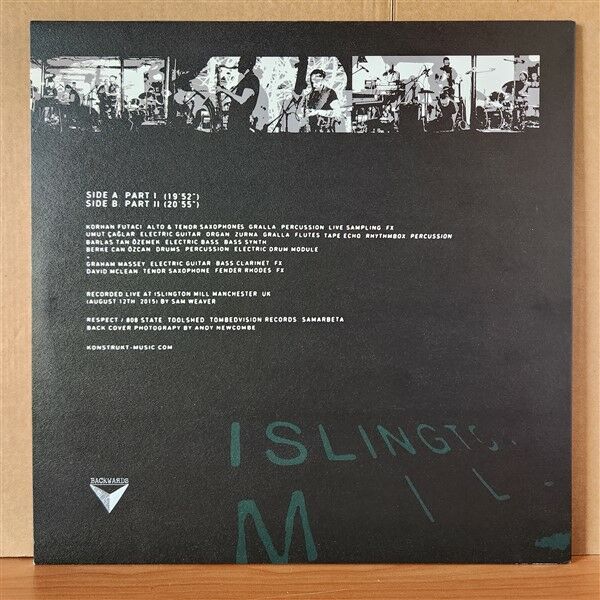 SIDE A: PART I (19'52")
SIDE B: PART II (20'55")
KORHAN FUTACI ALTO & TENOR SAXOPHONES GRALLA PERCUSSION LIVE SAMPLING FX
UMUT ÇAĞLAR ELECTRIC GUITAR ORGAN ZURNA GRALLA FLUTES TAPE ECHO RHYTHMBOX PERCUSSION
BARLAS TAN ÖZEMEK ELECTRIC BASS BASS SYNTH
BERKE CAN ÖZCAN DRUMS PERCUSSION ELECTRIC DRUM MODULE
+
GRAHAM MASSEY ELECTRIC GUITAR BASS CLARINET FX
DAVID MCLEAN TENOR SAXOPHONE FENDER RHODES FX
RECORDED LIVE AT ISLINGTON MILL MANCHESTER UK
(AUGUST 12TH 2015) BY SAM WEAVER
RESPECT / 808 STATE TOOLSHED TOMBEDVISION RECORDS SAMARBETA
BACK COVER PHOTOGRAPY BY ANDY NEWCOMBE
KONSTRUKT-MUSIC.COM
ISLINGTO
MIL
BACKWARDS